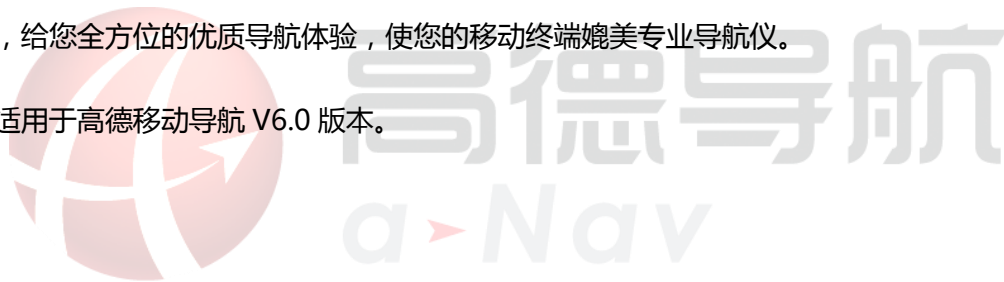 ，给您全方位的优质导航体验，使您的移动终端媲美专业导航仪。
适用于高德移动导航 V6.0 版本。
高德导航
a Nav